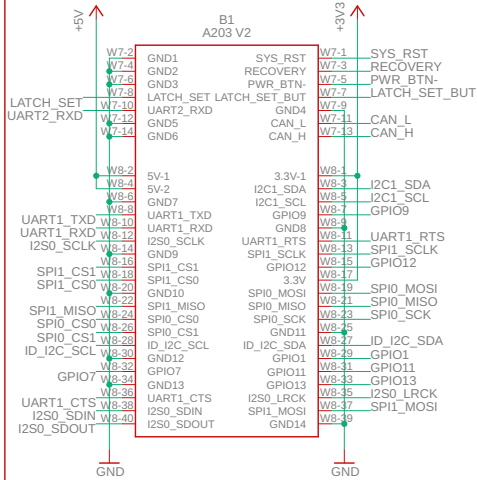 +5V
+3V3
B1
A203 V2
W7-2 GND1 SYS_RST W7-1 SYS_RST
W7-4 GND2 RECOVERY W7-3 RECOVERY
W7-6 GND3 PWR_BTN- W7-5 PWR_BTN-
LATCH_SET W7-8 LATCH_SET LATCH_SET_BUT W7-7 LATCH_SET_BUT
UART2_RXD W7-10 UART2_RXD GND4 W7-9
W7-12 GND5 CAN_L W7-11 CAN_L
W7-14 GND6 CAN_H W7-13 CAN_H
W8-2 5V-1 3.3V-1 W8-1
W8-4 5V-2 I2C1_SDA W8-3 I2C1_SDA
W8-6 GND7 I2C1_SCL W8-5 I2C1_SCL
UART1_TXD W8-8 UART1_TXD GPIO9 W8-7 GPIO9
UART1_RXD W8-10 UART1_RXD GND8 W8-9
I2S0_SCLK W8-12 I2S0_SCLK UART1_RTS W8-11 UART1_RTS
W8-14 GND9 SPI1_SCLK W8-13 SPI1_SCK
SPI1_CS1 W8-16 SPI1_CS1 GPIO12 W8-15 GPIO12
SPI1_CS0 W8-18 SPI1_CS0 3.3V W8-17
W8-20 GND10 SPI0_MOSI W8-19 SPI0_MOSI
SPI1_MISO W8-22 SPI1_MISO SPI0_MISO W8-21 SPI0_MISO
SPI0_CS0 W8-24 SPI0_CS0 SPI0_SCK W8-23 SPI0_SCK
SPI0_CS1 W8-26 SPI0_CS1 GND11 W8-25
ID_I2C_SCL W8-28 ID_I2C_SCL ID_I2C_SDA W8-27 ID_I2C_SDA
W8-30 GND12 GPIO1 W8-29 GPIO1
GPIO7 W8-32 GPIO7 GPIO11 W8-31 GPIO11
W8-34 GND13 GPIO13 W8-33 GPIO13
UART1_CTS W8-36 UART1_CTS I2S0_LRCK W8-35 I2S0_LRCK
I2S0_SDIN W8-38 I2S0_SDIN SPI1_MOSI W8-37 SPI1_MOSI
I2S0_SDOUT W8-40 I2S0_SDOUT GND14 W8-39
GND
GND